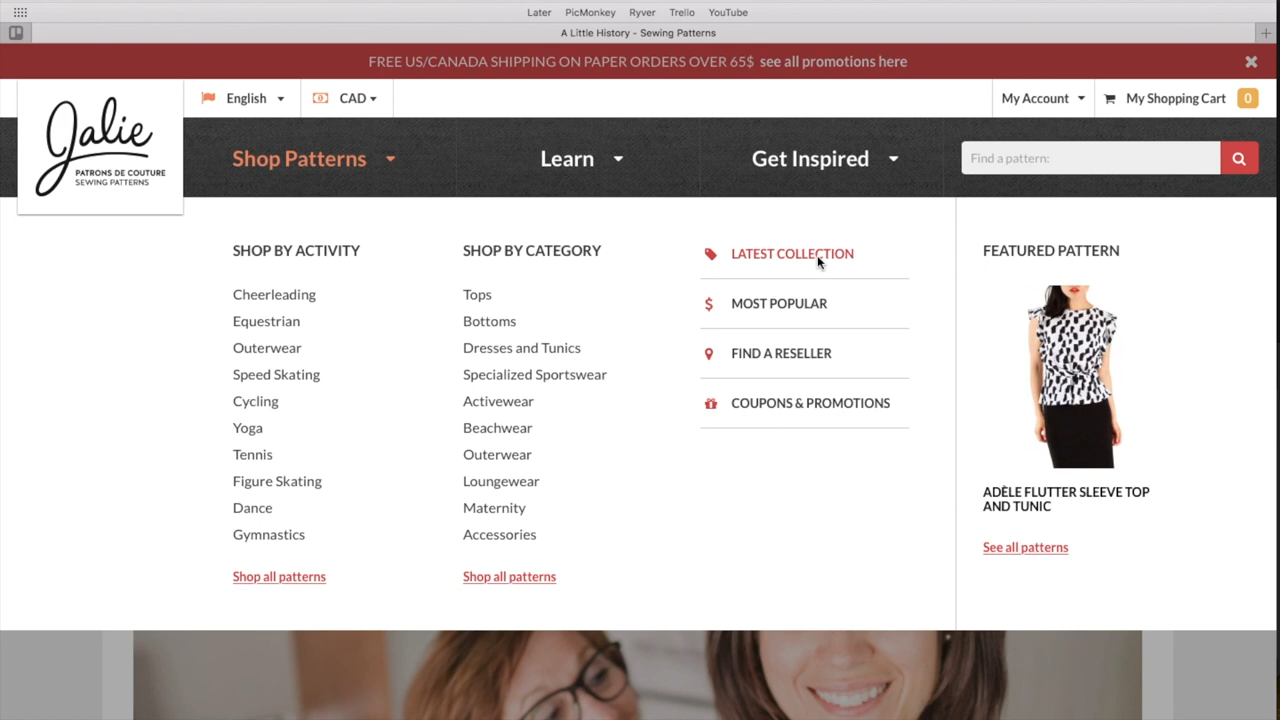 Later PicMonkey Ryver Trello YouTube
A Little History - Sewing Patterns
FREE US/CANADA SHIPPING ON PAPER ORDERS OVER 65$ see all promotions here
English CAD My Account My Shopping Cart 0
Jalie
PATRONS DE COUTURE
SEWING PATTERNS
Shop Patterns Learn Get Inspired Find a pattern:
SHOP BY ACTIVITY
Cheerleading
Equestrian
Outerwear
Speed Skating
Cycling
Yoga
Tennis
Figure Skating
Dance
Gymnastics
Shop all patterns
SHOP BY CATEGORY
Tops
Bottoms
Dresses and Tunics
Specialized Sportswear
Activewear
Beachwear
Outerwear
Loungewear
Maternity
Accessories
Shop all patterns
LATEST COLLECTION
MOST POPULAR
FIND A RESELLER
COUPONS & PROMOTIONS
FEATURED PATTERN
ADÈLE FLUTTER SLEEVE TOP
AND TUNIC
See all patterns